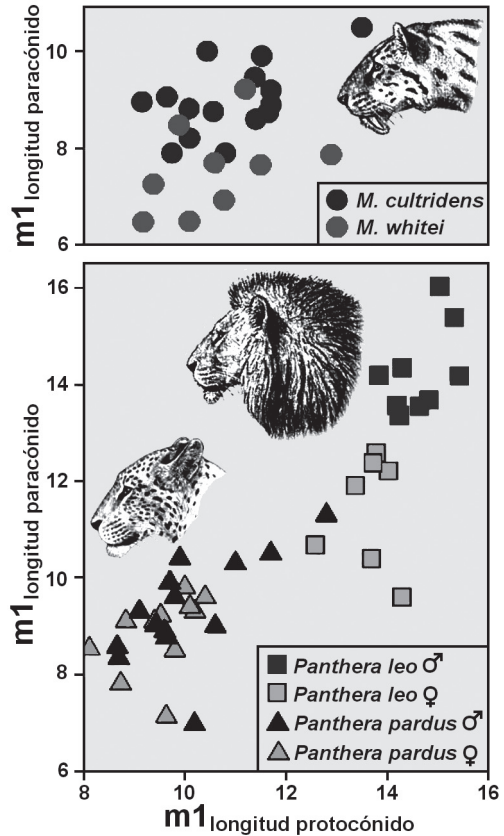 m1longitud paracónido
10
8
6
M. cultridens
M. whitei
m1longitud paracónido
16
14
12
10
8
6
Panthera leo ♂
Panthera leo ♀
Panthera pardus ♂
Panthera pardus ♀
8 10 12 14 16
m1longitud protocónido